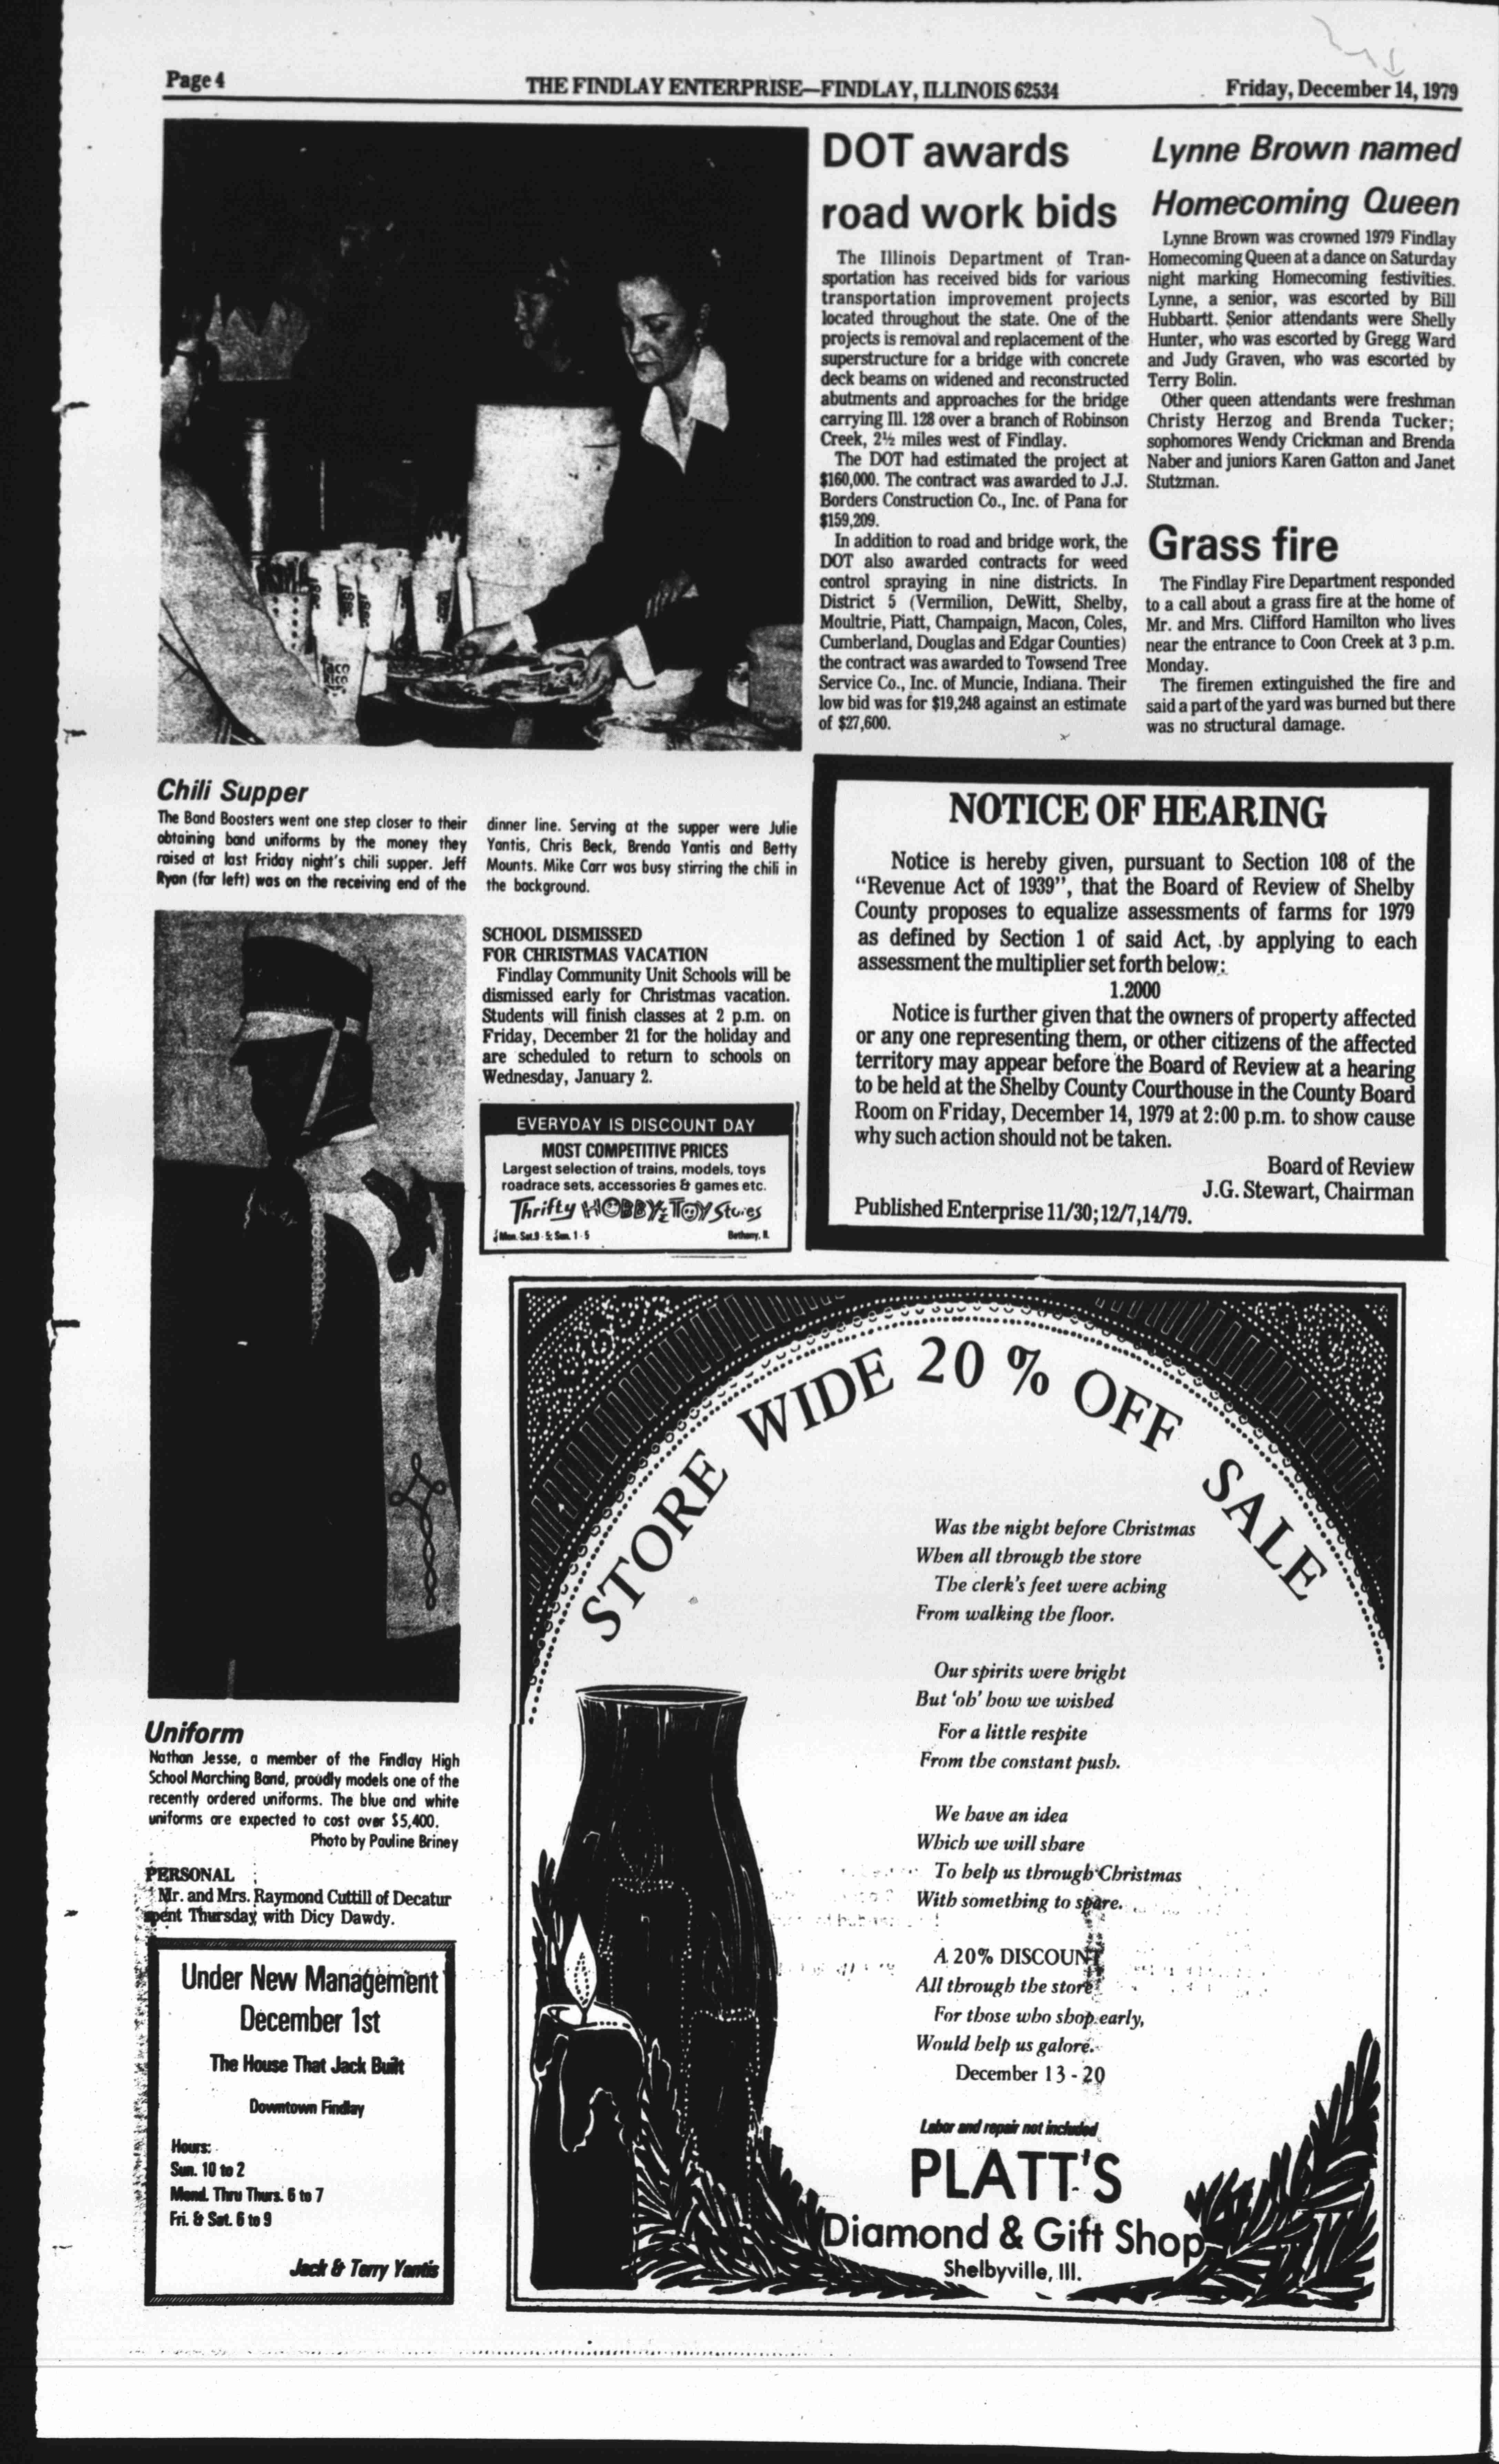 Page 4
THE FINDLAY ENTERPRISE—FINDLAY, ILLINOIS 62534
Friday, December 14, 1979
DOT awards
road work bids
The Illinois Department of Tran-
sportation has received bids for various
transportation improvement projects
located throughout the state. One of the
projects is removal and replacement of the
superstructure for a bridge with concrete
deck beams on widened and reconstructed
abutments and approaches for the bridge
carrying Ill. 128 over a branch of Robinson
Creek, 2½ miles west of Findlay.
The DOT had estimated the project at
$160,000. The contract was awarded to J.J.
Borders Construction Co., Inc. of Pana for
$159,209.
In addition to road and bridge work, the
DOT also awarded contracts for weed
control spraying in nine districts. In
District 5 (Vermilion, DeWitt, Shelby,
Moultrie, Piatt, Champaign, Macon, Coles,
Cumberland, Douglas and Edgar Counties)
the contract was awarded to Towsend Tree
Service Co., Inc. of Muncie, Indiana. Their
low bid was for $19,248 against an estimate
of $27,600.
Lynne Brown named
Homecoming Queen
Lynne Brown was crowned 1979 Findlay
Homecoming Queen at a dance on Saturday
night marking Homecoming festivities.
Lynne, a senior, was escorted by Bill
Hubbartt. Senior attendants were Shelly
Hunter, who was escorted by Gregg Ward
and Judy Graven, who was escorted by
Terry Bolin.
Other queen attendants were freshman
Christy Herzog and Brenda Tucker;
sophomores Wendy Crickman and Brenda
Naber and juniors Karen Gatton and Janet
Stutzman.
Grass fire
The Findlay Fire Department responded
to a call about a grass fire at the home of
Mr. and Mrs. Clifford Hamilton who lives
near the entrance to Coon Creek at 3 p.m.
Monday.
The firemen extinguished the fire and
said a part of the yard was burned but there
was no structural damage.
Chili Supper
The Band Boosters went one step closer to their
obtaining band uniforms by the money they
raised at last Friday night's chili supper. Jeff
Ryan (far left) was on the receiving end of the
dinner line. Serving at the supper were Julie
Yantis, Chris Beck, Brenda Yantis and Betty
Mounts. Mike Carr was busy stirring the chili in
the background.
SCHOOL DISMISSED
FOR CHRISTMAS VACATION
Findlay Community Unit Schools will be
dismissed early for Christmas vacation.
Students will finish classes at 2 p.m. on
Friday, December 21 for the holiday and
are scheduled to return to schools on
Wednesday, January 2.
EVERYDAY IS DISCOUNT DAY
MOST COMPETITIVE PRICES
Largest selection of trains, models, toys
roadrace sets, accessories & games etc.
Thrifty HOBBY & TOY Stores
Mon. Sat. 9 - 5; Sun. 1 - 5
Bethany, Il.
NOTICE OF HEARING
Notice is hereby given, pursuant to Section 108 of the
"Revenue Act of 1939", that the Board of Review of Shelby
County proposes to equalize assessments of farms for 1979
as defined by Section 1 of said Act, by applying to each
assessment the multiplier set forth below:
1.2000
Notice is further given that the owners of property affected
or any one representing them, or other citizens of the affected
territory may appear before the Board of Review at a hearing
to be held at the Shelby County Courthouse in the County Board
Room on Friday, December 14, 1979 at 2:00 p.m. to show cause
why such action should not be taken.
Board of Review
J.G. Stewart, Chairman
Published Enterprise 11/30; 12/7,14/79.
Uniform
Nathan Jesse, a member of the Findlay High
School Marching Band, proudly models one of the
recently ordered uniforms. The blue and white
uniforms are expected to cost over $5,400.
Photo by Pauline Briney
PERSONAL
Mr. and Mrs. Raymond Cuttill of Decatur
spent Thursday with Dicy Dawdy.
Under New Management
December 1st
The House That Jack Built
Downtown Findlay
Hours:
Sun. 10 to 2
Mond. Thru Thurs. 6 to 7
Fri. & Sat. 6 to 9
Jack & Terry Yantis
STORE WIDE 20 % OFF SALE
Was the night before Christmas
When all through the store
The clerk's feet were aching
From walking the floor.
Our spirits were bright
But 'oh' how we wished
For a little respite
From the constant push.
We have an idea
Which we will share
To help us through Christmas
With something to spare.
A 20% DISCOUNT
All through the store
For those who shop early,
Would help us galore.
December 13 - 20
Labor and repair not included
PLATT'S
Diamond & Gift Shop
Shelbyville, Ill.